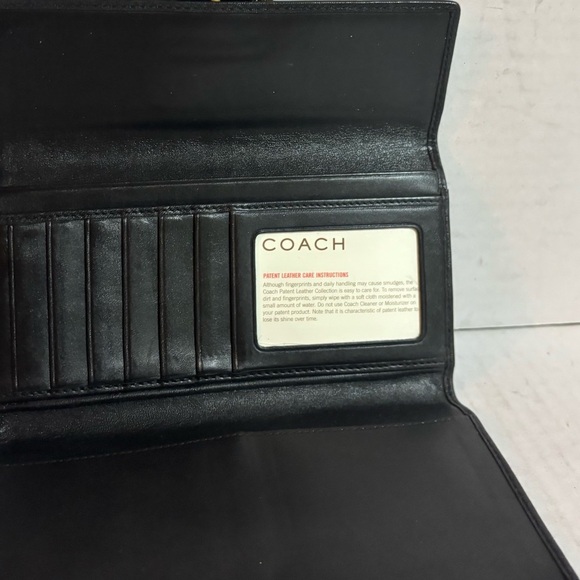 COACH
PATENT LEATHER CARE INSTRUCTIONS
Although fingerprints and daily handling may cause smudges, the
Coach Patent Leather Collection is easy to care for. To remove surface
dirt and fingerprints, simply wipe with a soft cloth moistened with a
small amount of water. Do not use Coach Cleaner or Moisturizer on
your patent product. Note that it is characteristic of patent leather to
lose its shine over time.